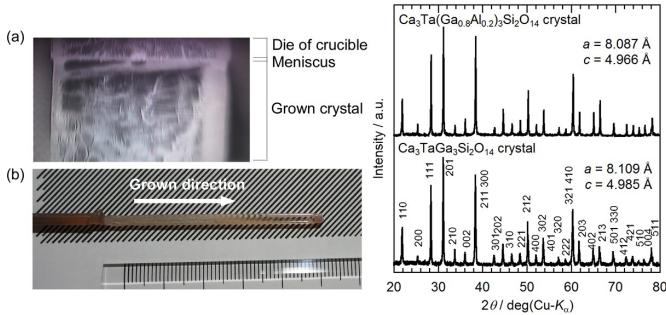 (a)
Die of crucible
Meniscus
Grown crystal
(b)
Grown direction
Ca₃Ta(Ga₀.₈Al₀.₂)₃Si₂O₁₄ crystal
a = 8.087 Å
c = 4.966 Å
Ca₃TaGa₃Si₂O₁₄ crystal
a = 8.109 Å
c = 4.985 Å
110
200
111
201
210
002
211 300
301
202
310
221
212
400
302
401
320
222
321 410
203
402
213
501 330
412
421
510
004
511
Intensity / a.u.
20 30 40 50 60 70 80
2θ / deg(Cu-Kα)